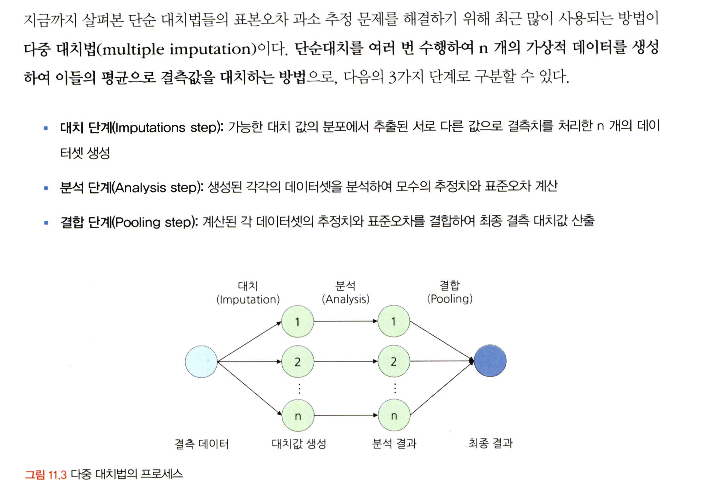 지금까지 살펴본 단순 대치법들의 표본오차 과소 추정 문제를 해결하기 위해 최근 많이 사용되는 방법이
다중 대치법(multiple imputation)이다. 단순대치를 여러 번 수행하여 n 개의 가상적 데이터를 생성
하여 이들의 평균으로 결측값을 대치하는 방법으로, 다음의 3가지 단계로 구분할 수 있다.
▪ 대치 단계(Imputations step): 가능한 대치 값의 분포에서 추출된 서로 다른 값으로 결측치를 처리한 n 개의 데이
터셋 생성
▪ 분석 단계(Analysis step): 생성된 각각의 데이터셋을 분석하여 모수의 추정치와 표준오차 계산
▪ 결합 단계(Pooling step): 계산된 각 데이터셋의 추정치와 표준오차를 결합하여 최종 결측 대치값 산출
대치 분석 결합
(Imputation) (Analysis) (Pooling)
1 1
2 2
⋮ ⋮
n n
결측 데이터 대치값 생성 분석 결과 최종 결과
그림 11.3 다중 대치법의 프로세스